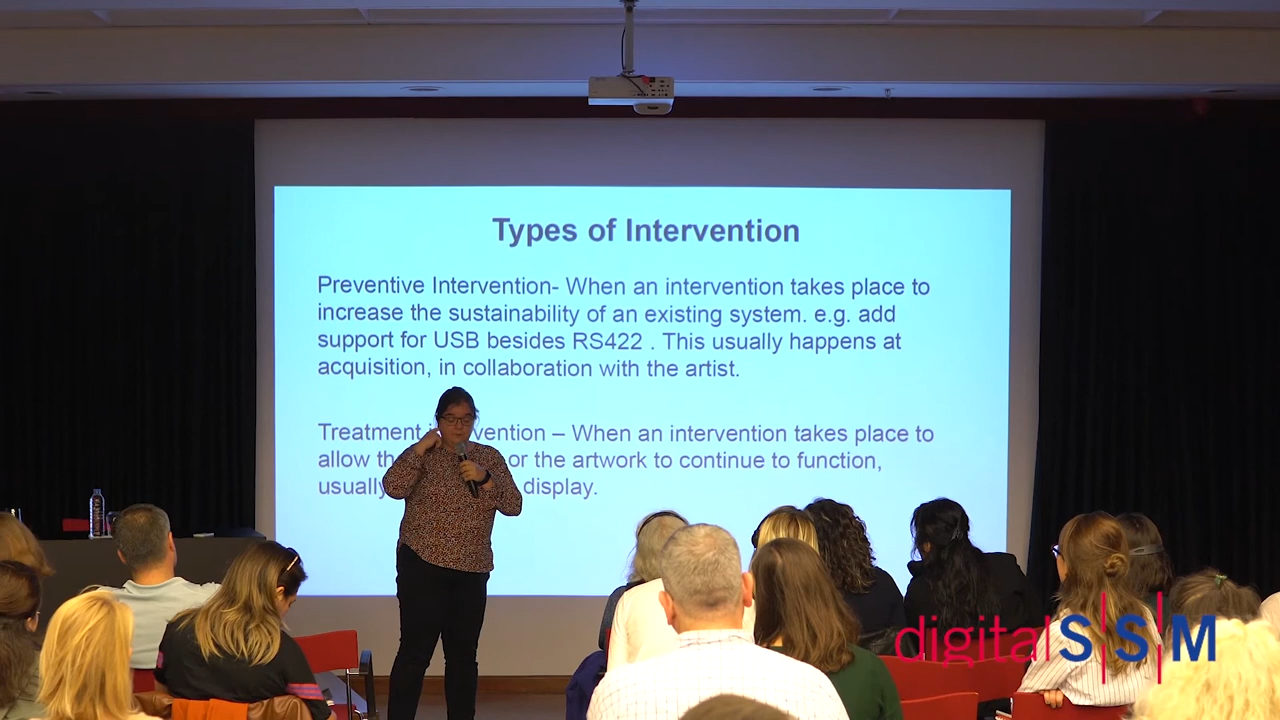 Types of Intervention
Preventive Intervention- When an intervention takes place to
increase the sustainability of an existing system. e.g. add
support for USB besides RS422 . This usually happens at
acquisition, in collaboration with the artist.
Treatment vention – When an intervention takes place to
allow or the artwork to continue to function,
usually display.
digitalSSM